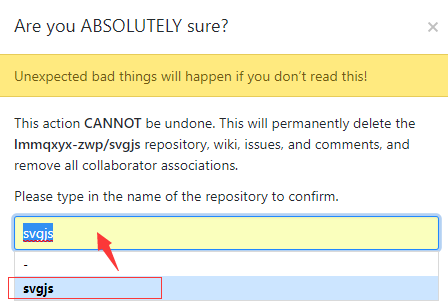 Are you ABSOLUTELY sure?
×
Unexpected bad things will happen if you don't read this!
This action CANNOT be undone. This will permanently delete the
lmmqxyx-zwp/svgjs repository, wiki, issues, and comments, and
remove all collaborator associations.
Please type in the name of the repository to confirm.
svgjs
-
svgjs